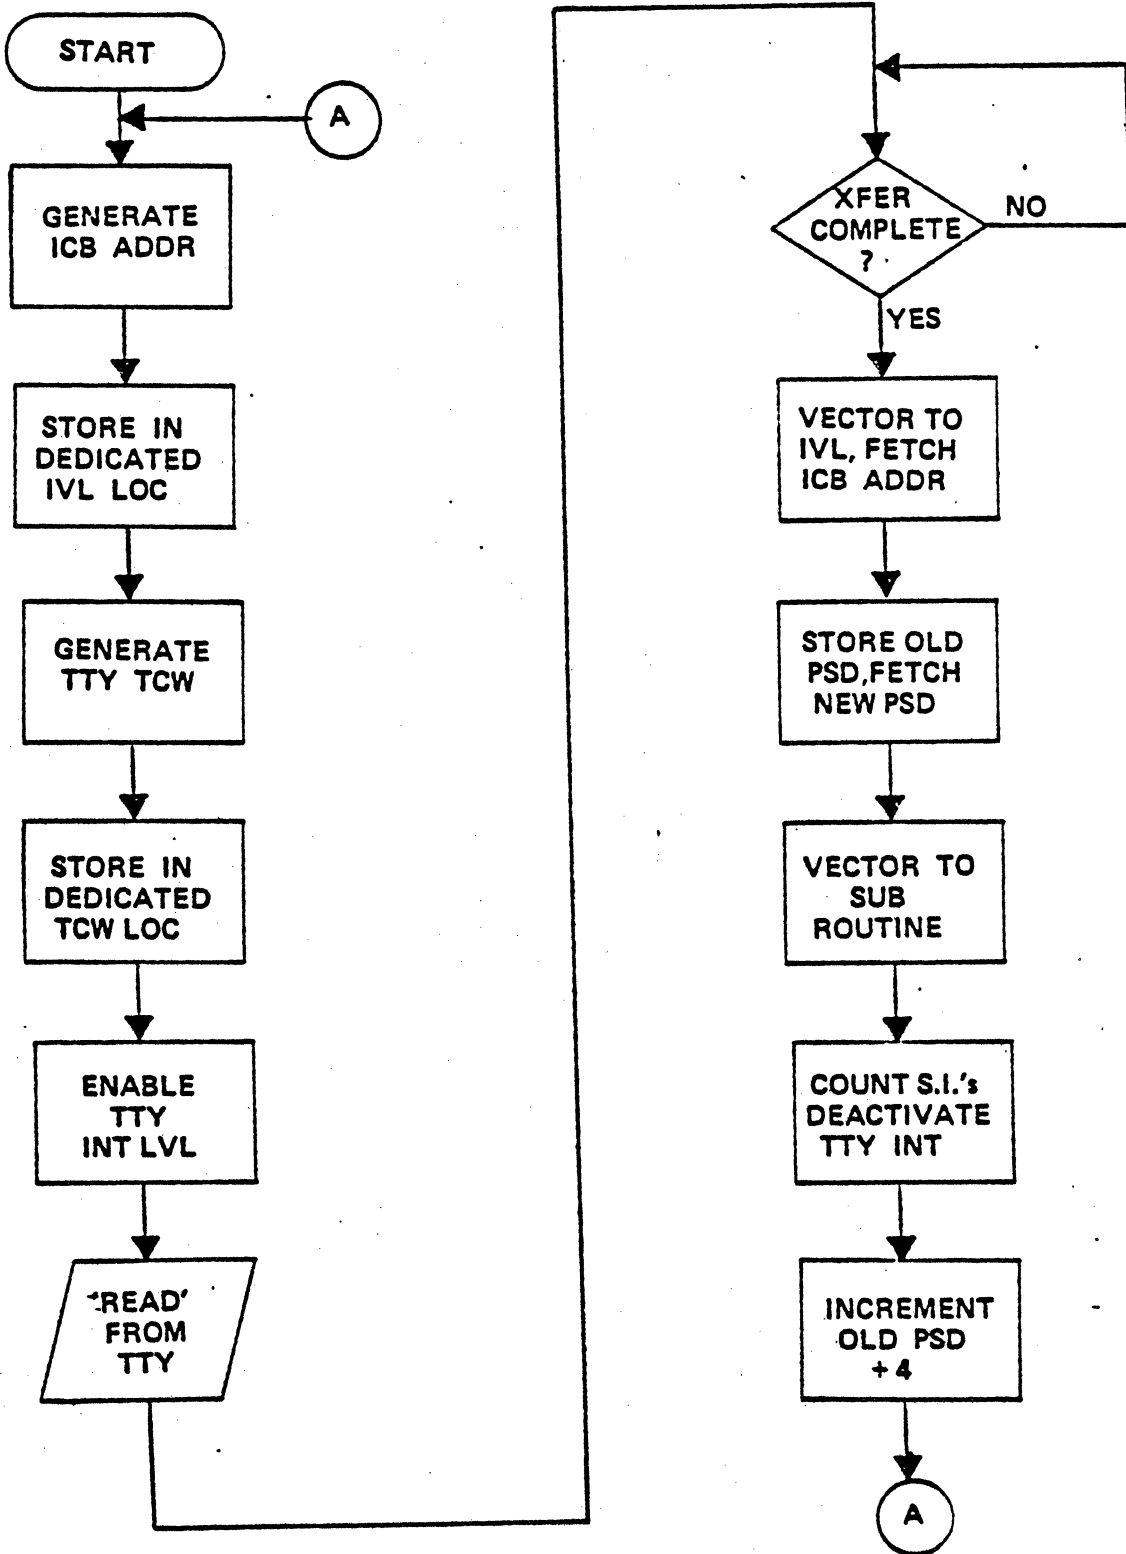 START
A
GENERATE
ICB ADDR
STORE IN
DEDICATED
IVL LOC
GENERATE
TTY TCW
STORE IN
DEDICATED
TCW LOC
ENABLE
TTY
INT LVL
'READ'
FROM
TTY
XFER
COMPLETE
?
NO
YES
VECTOR TO
IVL, FETCH
ICB ADDR
STORE OLD
PSD,FETCH
NEW PSD
VECTOR TO
SUB
ROUTINE
COUNT S.I.'s
DEACTIVATE
TTY INT
INCREMENT
OLD PSD
+4
A